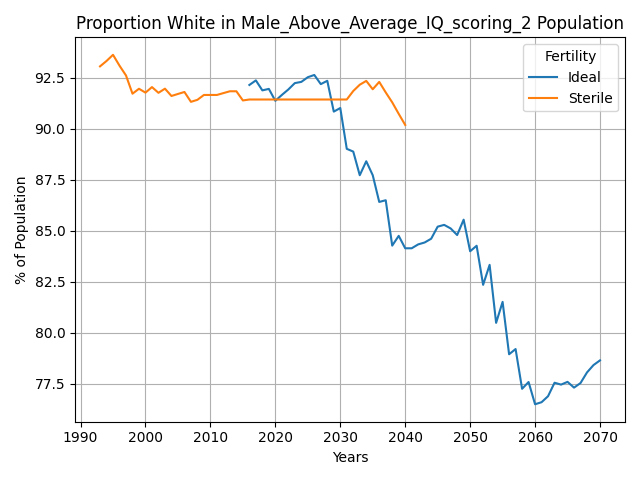 Proportion White in Male_Above_Average_IQ_scoring_2 Population
Fertility
Ideal
Sterile
% of Population
92.5
90.0
87.5
85.0
82.5
80.0
77.5
1990 2000 2010 2020 2030 2040 2050 2060 2070
Years